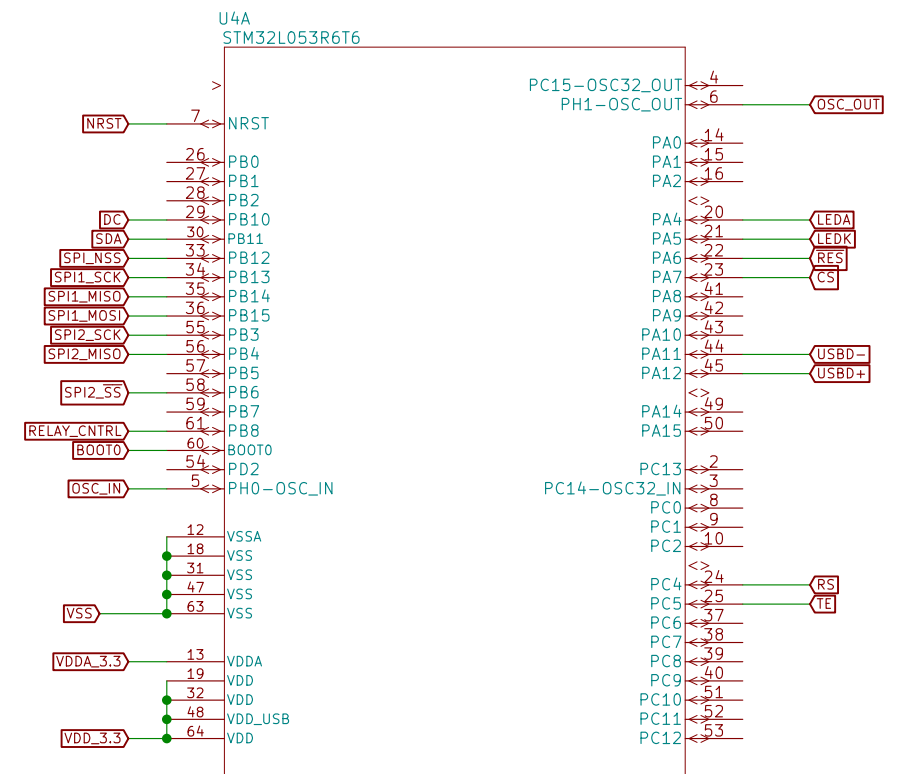 U4A
STM32L053R6T6
> PC15-OSC32_OUT <> 4
PH1-OSC_OUT <> 6 OSC_OUT
NRST 7 <> NRST
PA0 <> 14
26 <> PB0 PA1 <> 15
27 <> PB1 PA2 <> 16
28 <> PB2 <>
DC 29 <> PB10 PA4 <> 20 LEDA
SDA 30 <> PB11 PA5 <> 21 LEDK
SPI_NSS 33 <> PB12 PA6 <> 22 RES
SPI1_SCK 34 <> PB13 PA7 <> 23 CS
SPI1_MISO 35 <> PB14 PA8 <> 41
SPI1_MOSI 36 <> PB15 PA9 <> 42
SPI2_SCK 55 <> PB3 PA10 <> 43
SPI2_MISO 56 <> PB4 PA11 <> 44 USBD-
57 <> PB5 PA12 <> 45 USBD+
SPI2_SS 58 <> PB6 <>
59 <> PB7 PA14 <> 49
RELAY_CNTRL 61 <> PB8 PA15 <> 50
BOOT0 60 <> BOOT0
54 <> PD2 PC13 <> 2
OSC_IN 5 <> PH0-OSC_IN PC14-OSC32_IN <> 3
PC0 <> 8
PC1 <> 9
12 VSSA PC2 <> 10
18 VSS <>
31 VSS PC4 <> 24 RS
47 VSS PC5 <> 25 TE
VSS 63 VSS PC6 <> 37
PC7 <> 38
VDDA_3.3 13 VDDA PC8 <> 39
19 VDD PC9 <> 40
32 VDD PC10 <> 51
48 VDD_USB PC11 <> 52
VDD_3.3 64 VDD PC12 <> 53